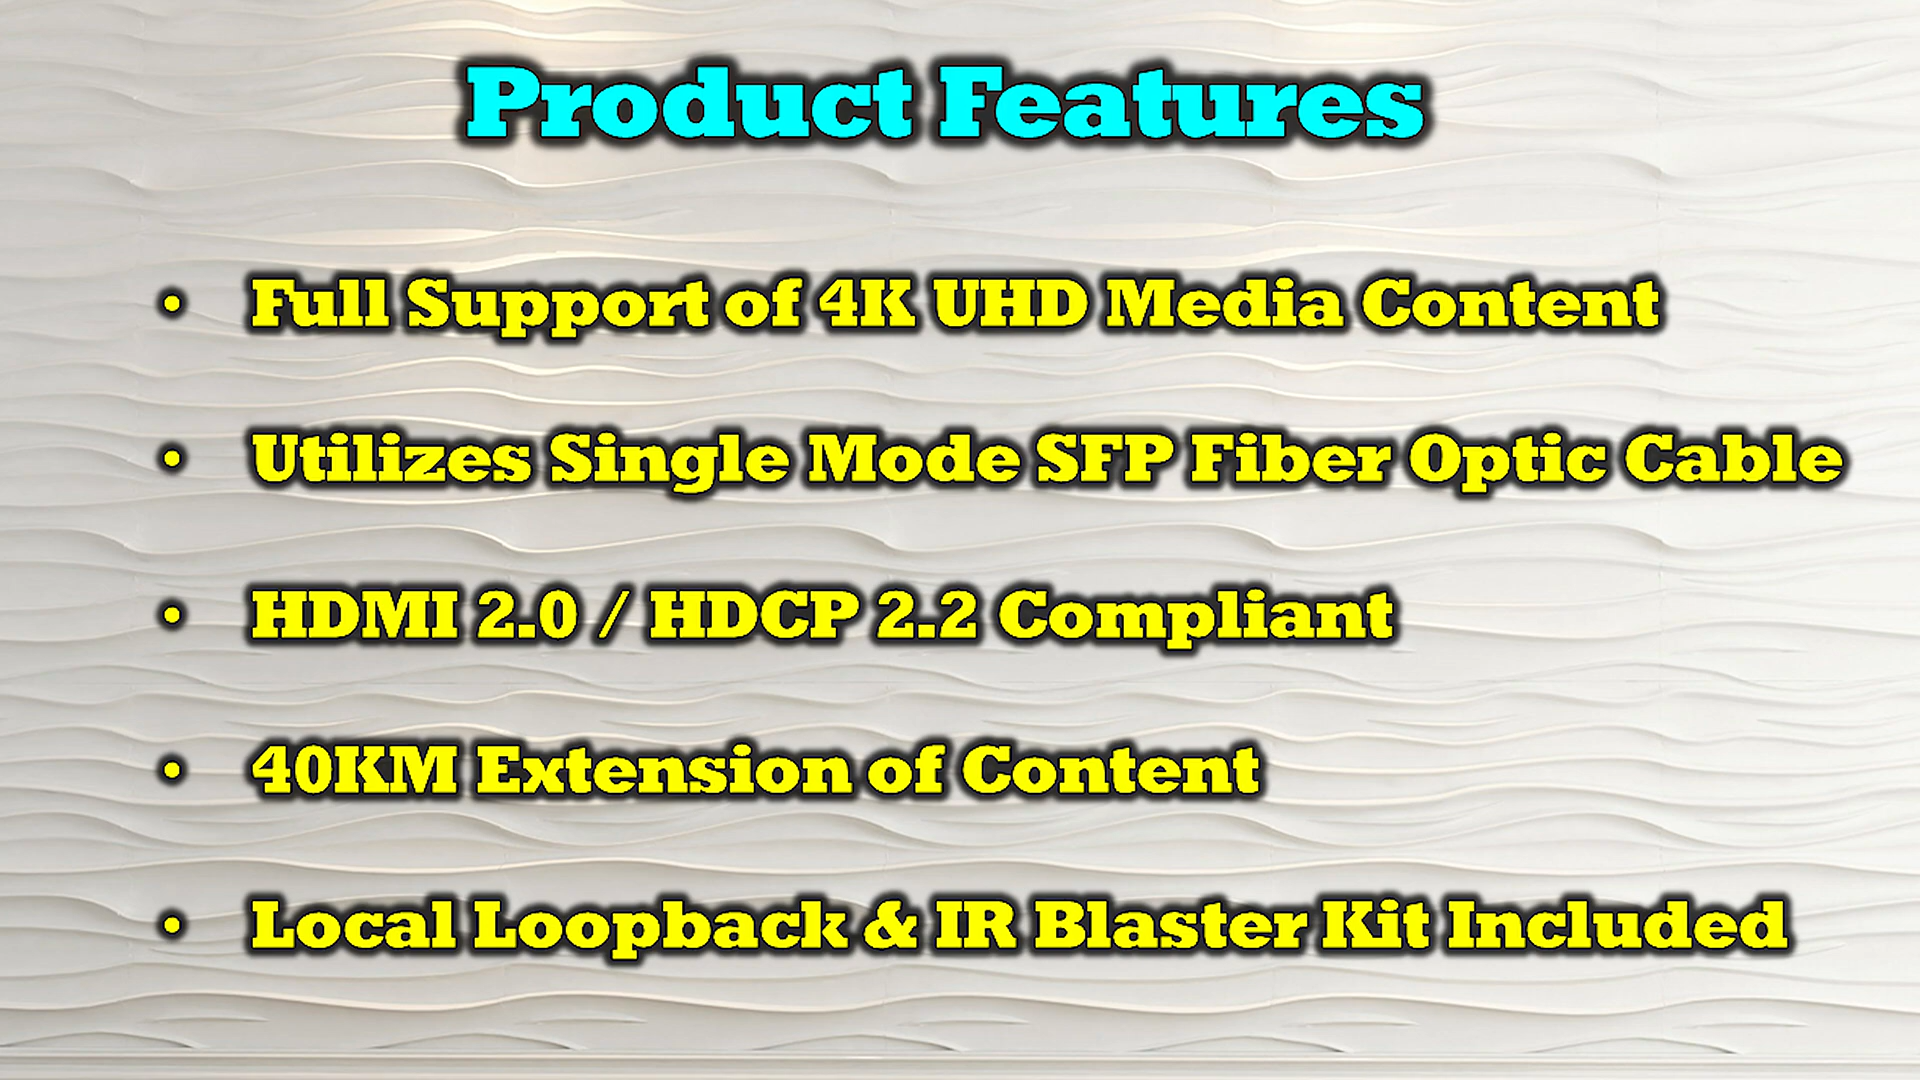 Product Features
• Full Support of 4K UHD Media Content
• Utilizes Single Mode SFP Fiber Optic Cable
• HDMI 2.0 / HDCP 2.2 Compliant
• 40KM Extension of Content
• Local Loopback & IR Blaster Kit Included